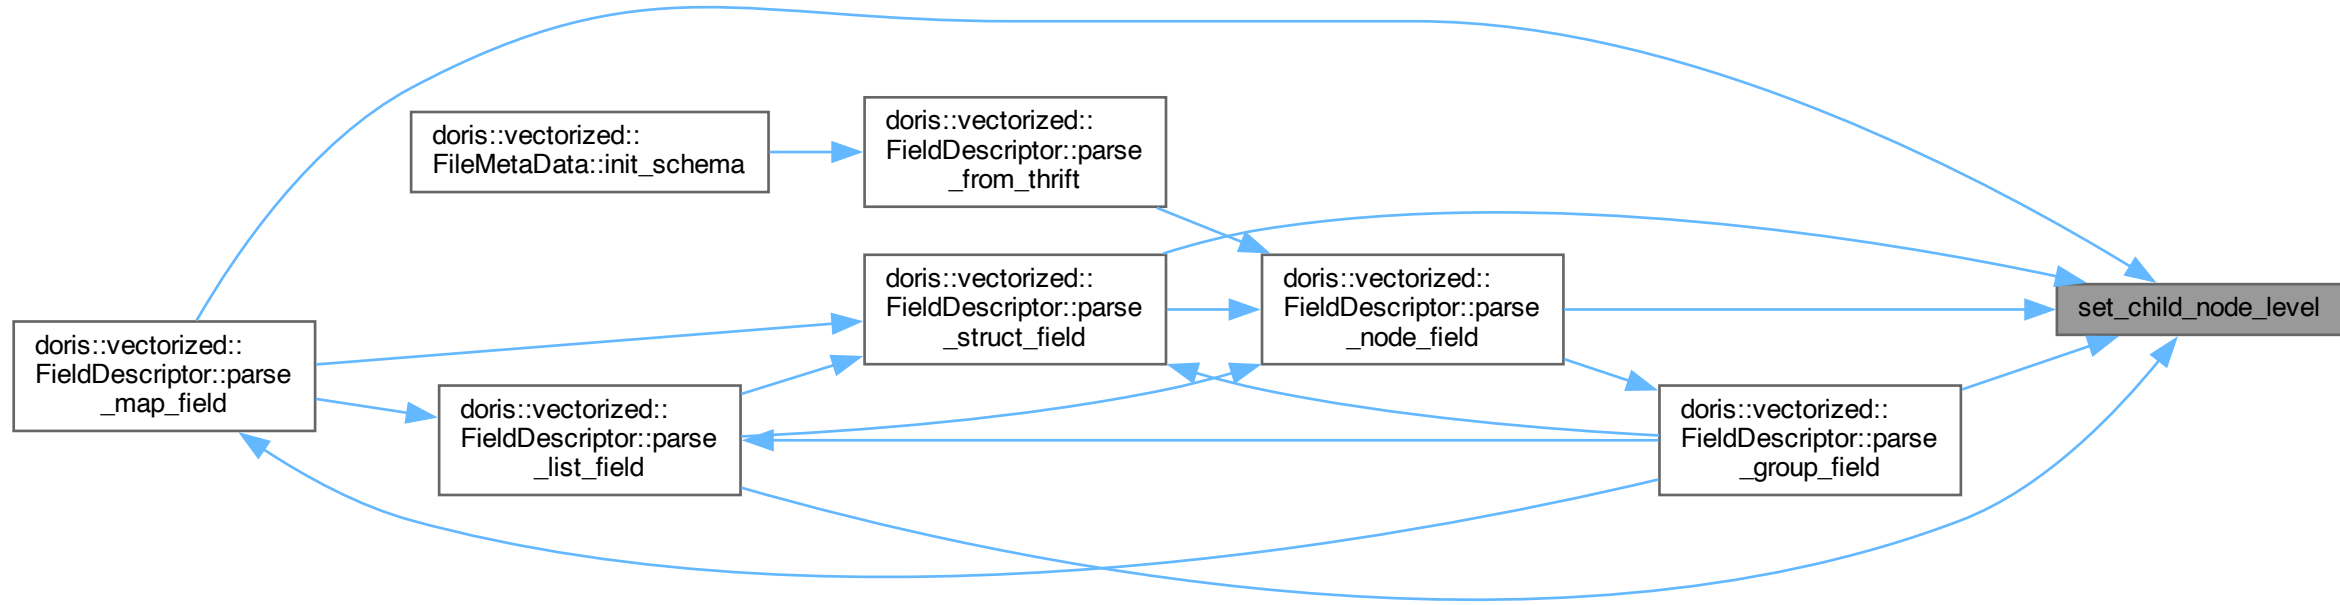 doris::vectorized::
FileMetaData::init_schema
doris::vectorized::
FieldDescriptor::parse
_from_thrift
doris::vectorized::
FieldDescriptor::parse
_struct_field
doris::vectorized::
FieldDescriptor::parse
_node_field
set_child_node_level
doris::vectorized::
FieldDescriptor::parse
_map_field
doris::vectorized::
FieldDescriptor::parse
_list_field
doris::vectorized::
FieldDescriptor::parse
_group_field